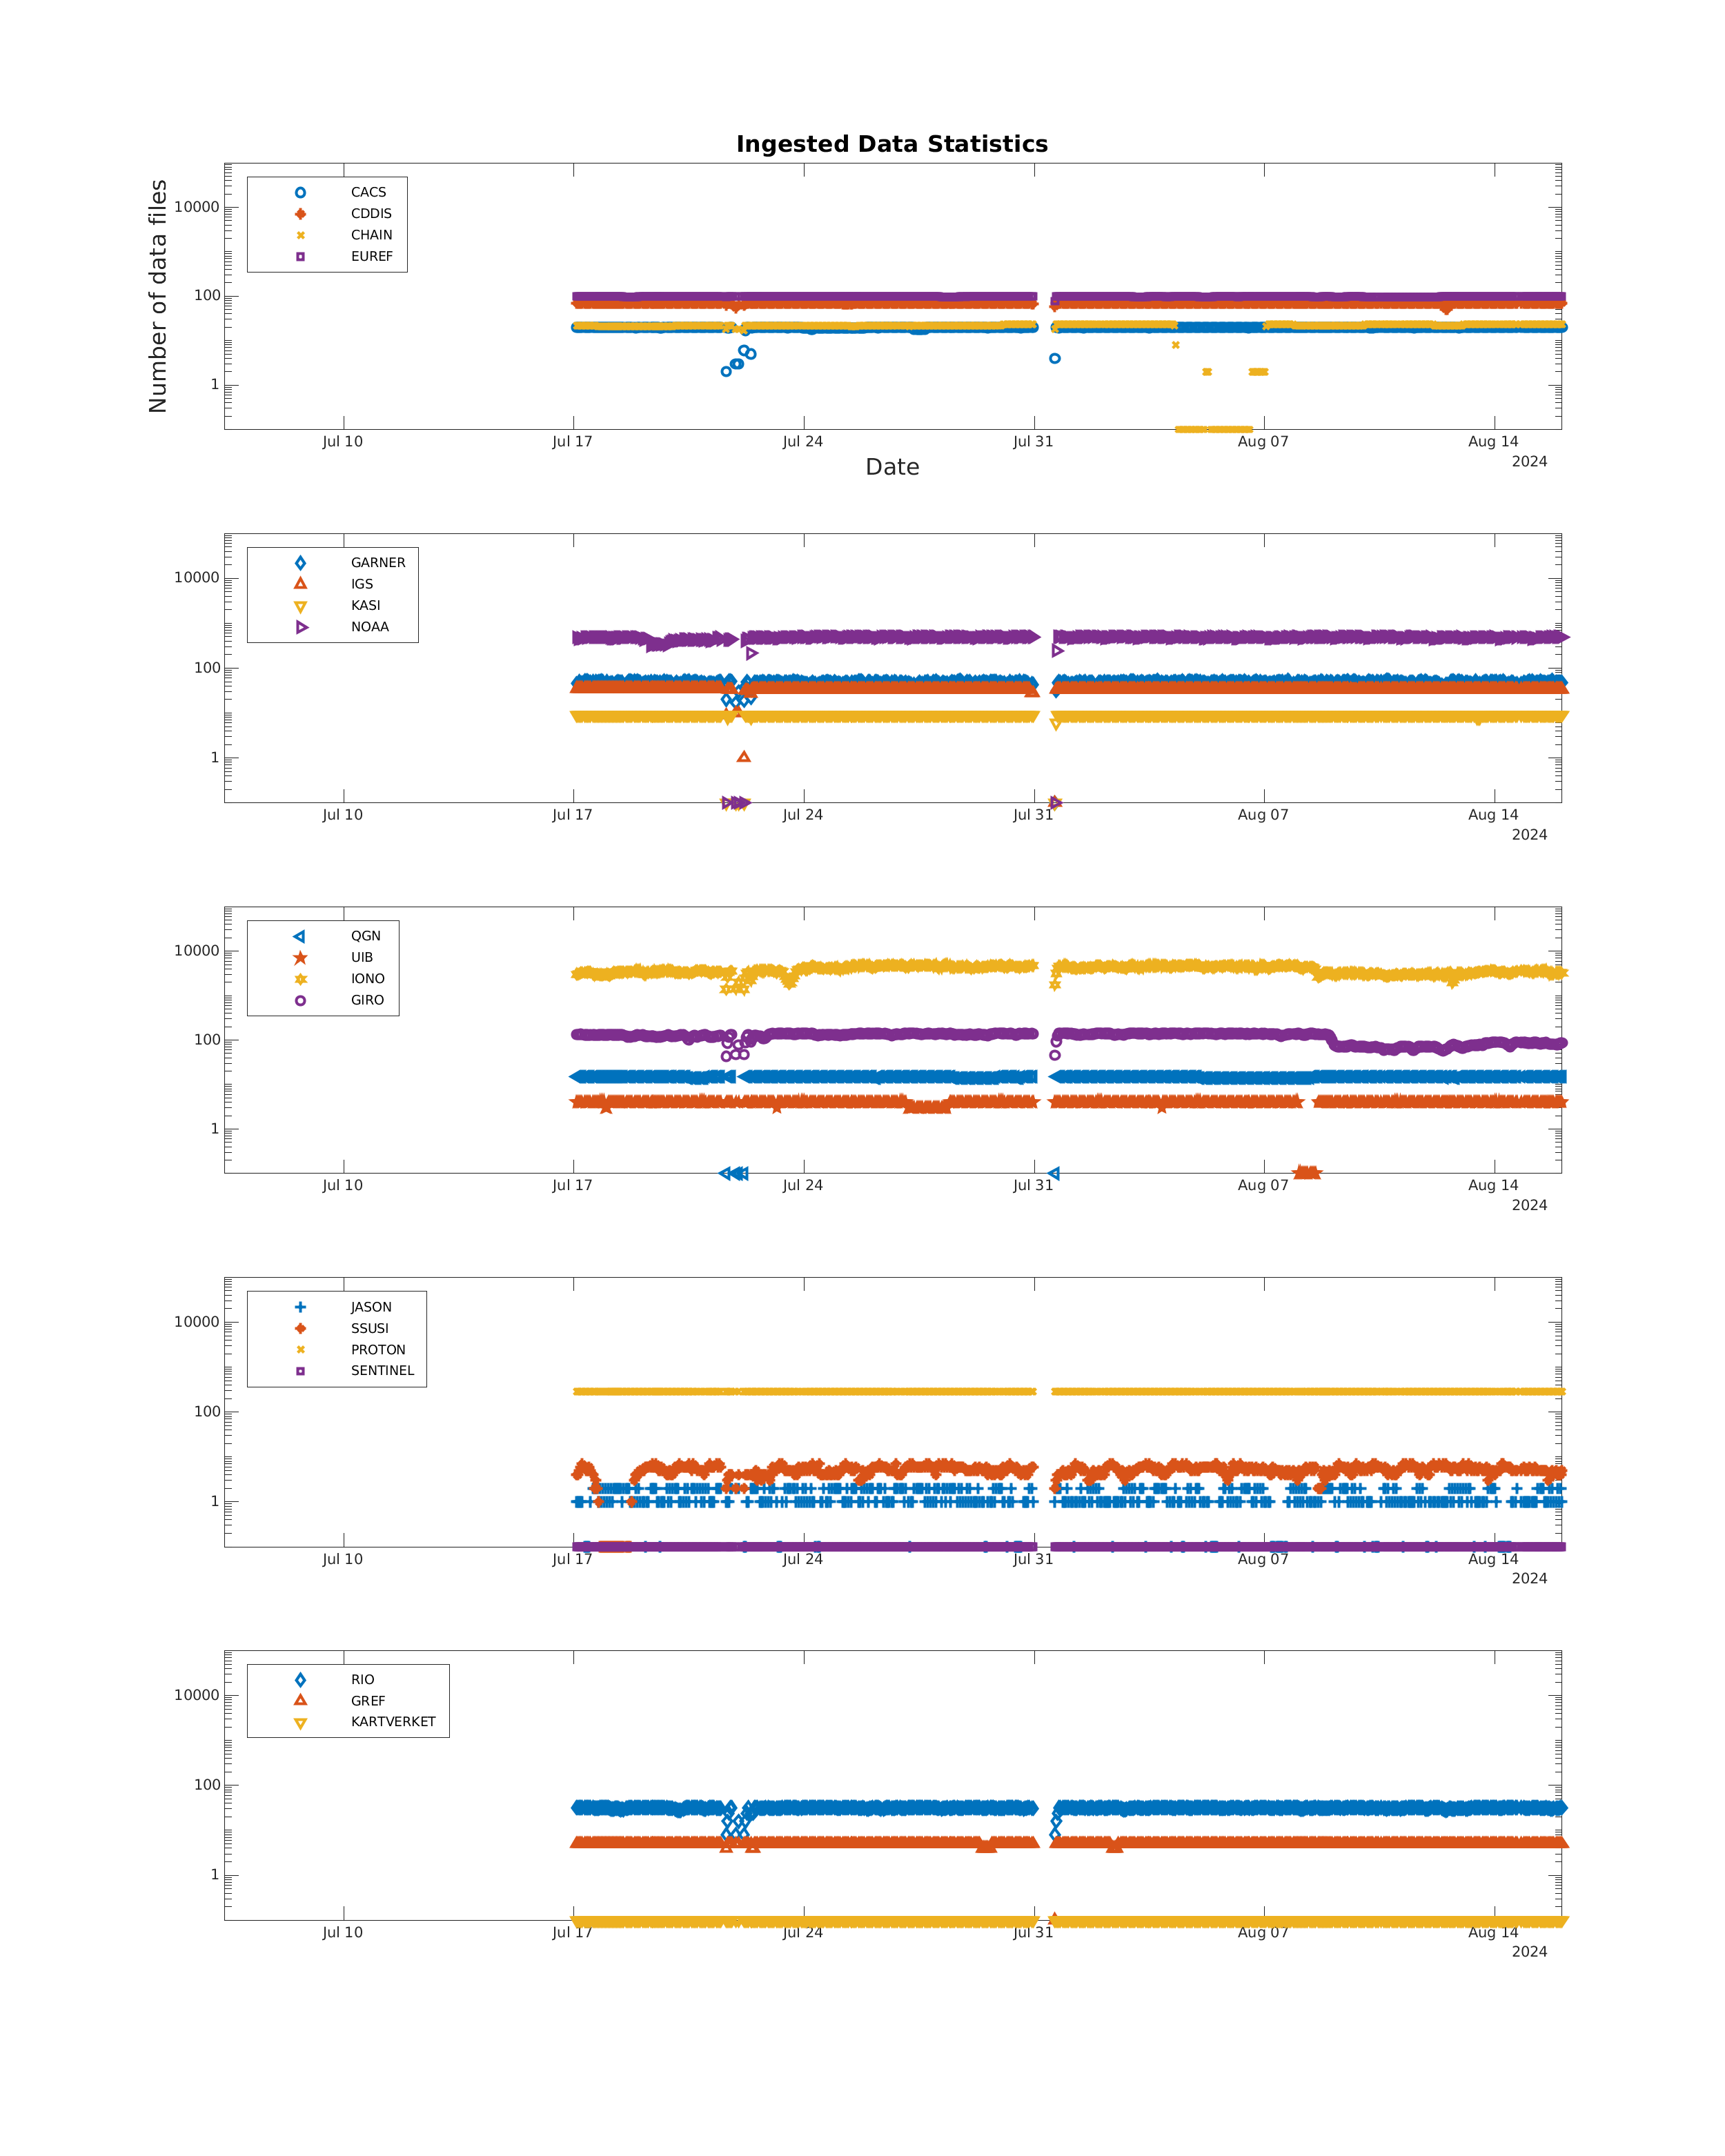 Ingested Data Statistics
Number of data files
10000
100
1
CACS
CDDIS
CHAIN
EUREF
Jul 10 Jul 17 Jul 24 Jul 31 Aug 07 Aug 14
2024
Date
10000
100
1
GARNER
IGS
KASI
NOAA
Jul 10 Jul 17 Jul 24 Jul 31 Aug 07 Aug 14
2024
10000
100
1
QGN
UIB
IONO
GIRO
Jul 10 Jul 17 Jul 24 Jul 31 Aug 07 Aug 14
2024
10000
100
1
JASON
SSUSI
PROTON
SENTINEL
Jul 10 Jul 17 Jul 24 Jul 31 Aug 07 Aug 14
2024
10000
100
1
RIO
GREF
KARTVERKET
Jul 10 Jul 17 Jul 24 Jul 31 Aug 07 Aug 14
2024